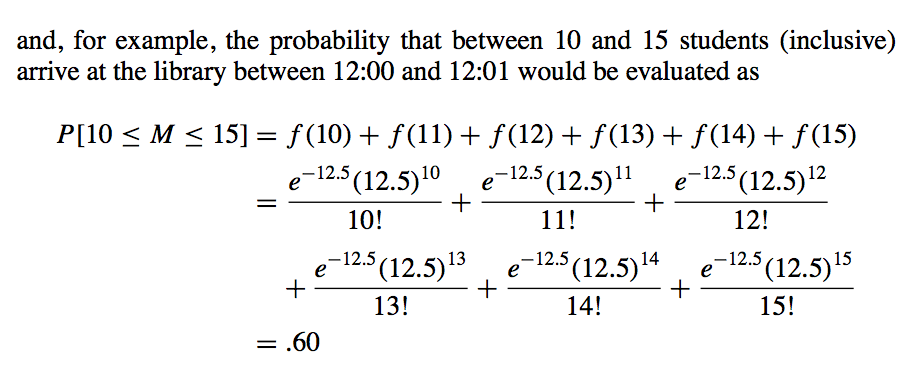 and, for example, the probability that between 10 and 15 students (inclusive)
arrive at the library between 12:00 and 12:01 would be evaluated as
P[10 ≤ M ≤ 15] = f(10) + f(11) + f(12) + f(13) + f(14) + f(15)
= \frac{e^{-12.5}(12.5)^{10}}{10!} + \frac{e^{-12.5}(12.5)^{11}}{11!} + \frac{e^{-12.5}(12.5)^{12}}{12!}
+ \frac{e^{-12.5}(12.5)^{13}}{13!} + \frac{e^{-12.5}(12.5)^{14}}{14!} + \frac{e^{-12.5}(12.5)^{15}}{15!}
= .60